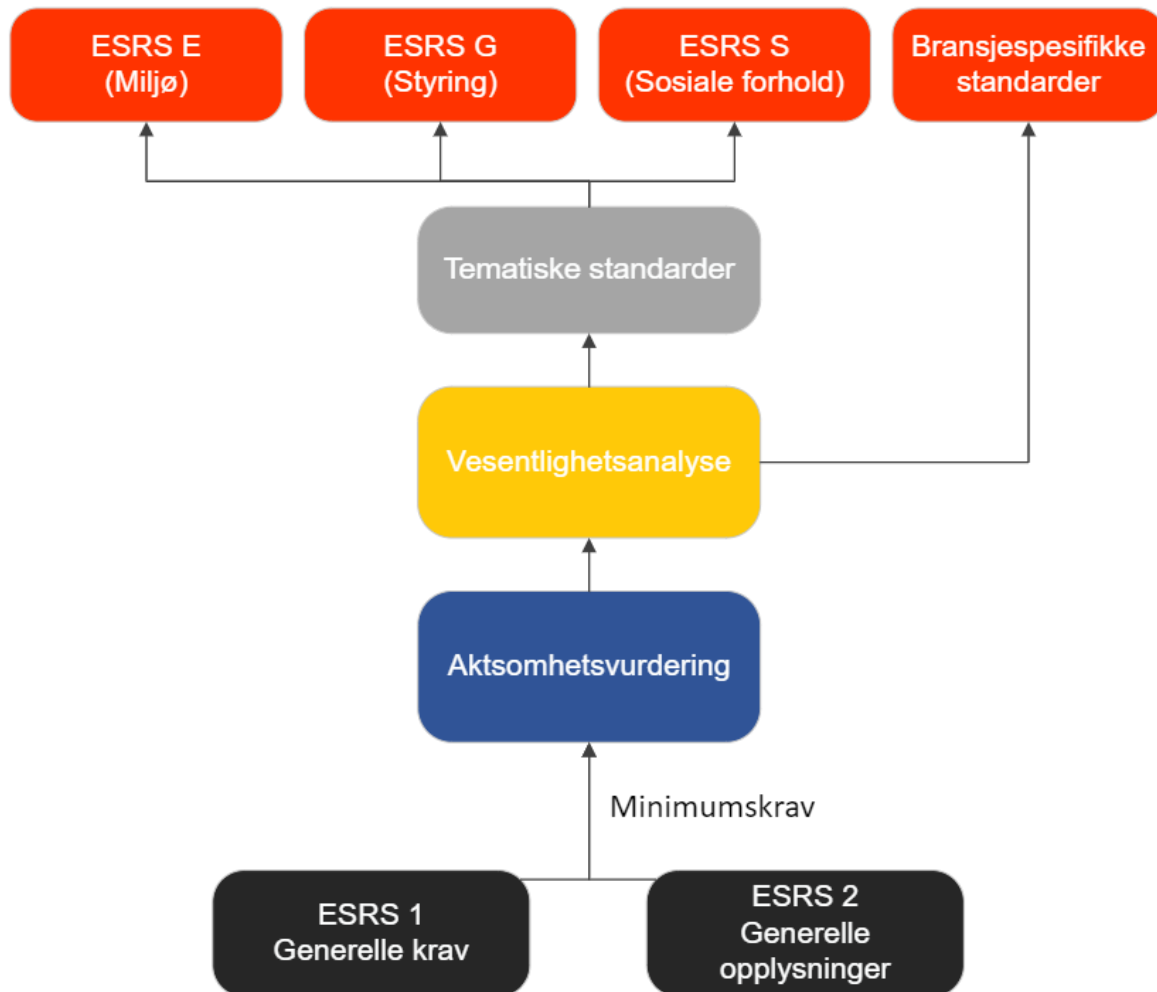 ESRS E
(Miljø)
ESRS G
(Styring)
ESRS S
(Sosiale forhold)
Bransjespesifikke
standarder
Tematiske standarder
Vesentlighetsanalyse
Aktsomhetsvurdering
Minimumskrav
ESRS 1
Generelle krav
ESRS 2
Generelle
opplysninger